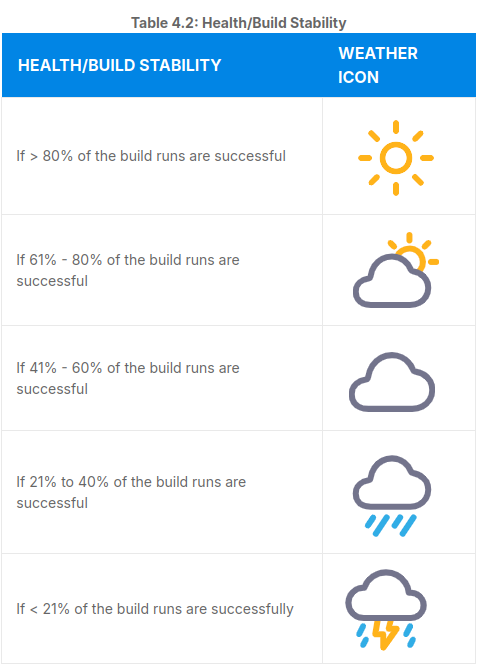 Table 4.2: Health/Build Stability
HEALTH/BUILD STABILITY
WEATHER
ICON
If > 80% of the build runs are successful
If 61% - 80% of the build runs are
successful
If 41% - 60% of the build runs are
successful
If 21% to 40% of the build runs are
successful
If < 21% of the build runs are successfully